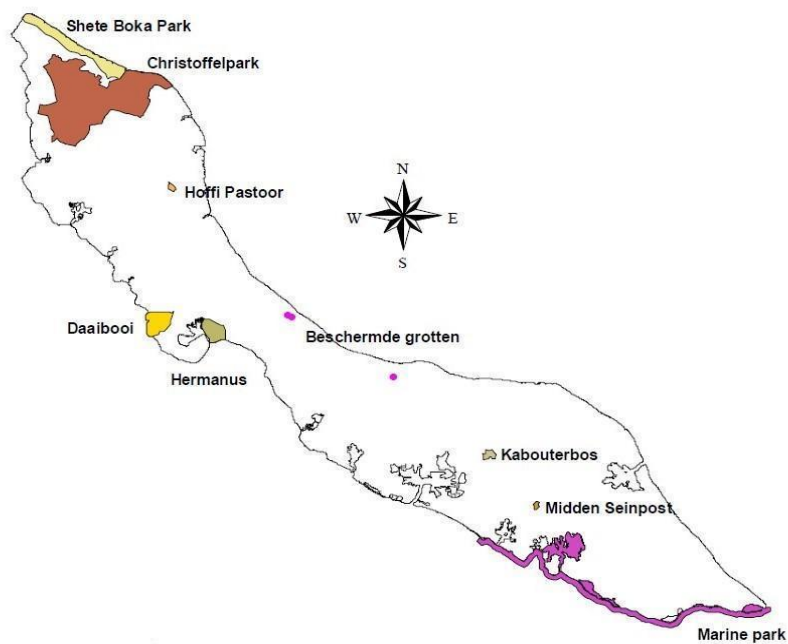 Shete Boka Park
Christoffelpark
N
Hoffi Pastoor
W
E
S
Daaibooi
Beschermde grotten
Hermanus
Kabouterbos
Midden Seinpost
Marine park